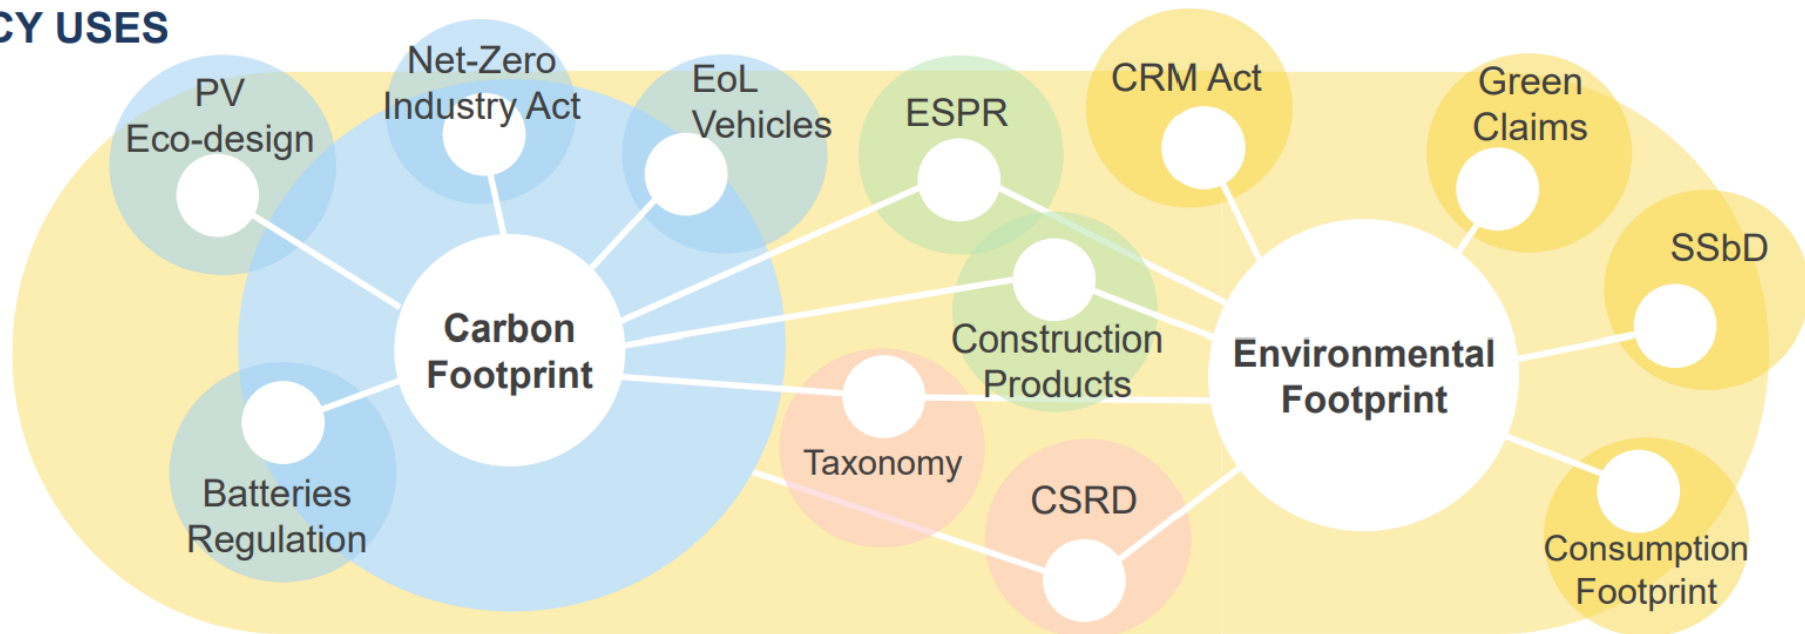 CY USES
PV
Eco-design
Net-Zero
Industry Act
EoL
Vehicles
ESPR
CRM Act
Green
Claims
SSbD
Carbon
Footprint
Construction
Products
Environmental
Footprint
Taxonomy
CSRD
Batteries
Regulation
Consumption
Footprint